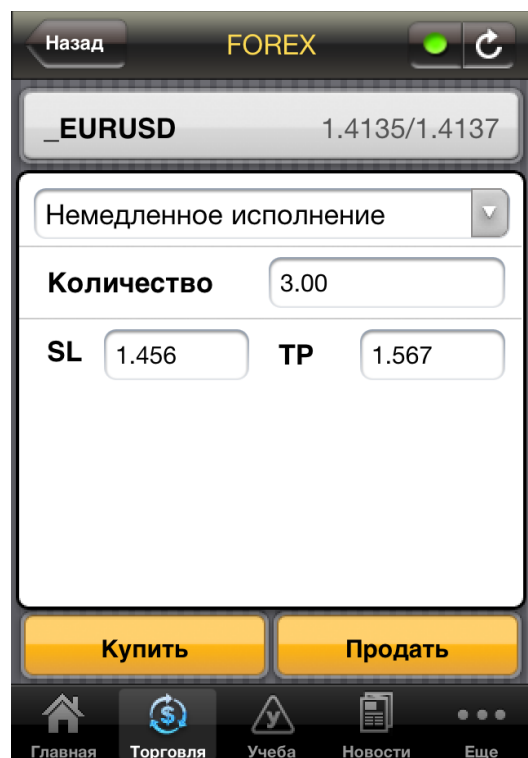 Назад FOREX
_EURUSD 1.4135/1.4137
Немедленное исполнение
Количество 3.00
SL 1.456 TP 1.567
Купить Продать
У
Главная Торговля Учеба Новости Еще